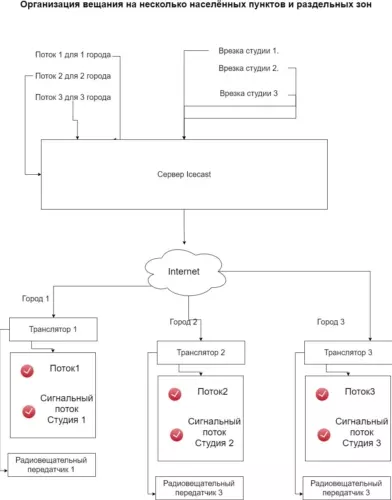 Организация вещания на несколько населённых пунктов и раздельных зон
Поток 1 для 1 города
Врезка студии 1.
Поток 2 для 2 города
Врезка студии 2.
Поток 3 для 3 города
Врезка студии 3
Сервер Icecast
Internet
Город 1
Город 2
Город 3
Транслятор 1
Транслятор 2
Транслятор 3
Поток1
Сигнальный
поток
Студия 1
Поток2
Сигнальный
поток
Студия 2
Поток3
Сигнальный
поток
Студия 3
Радиовещательный
передатчик 1
Радиовещательный
передатчик 3
Радиовещательный
передатчик 3